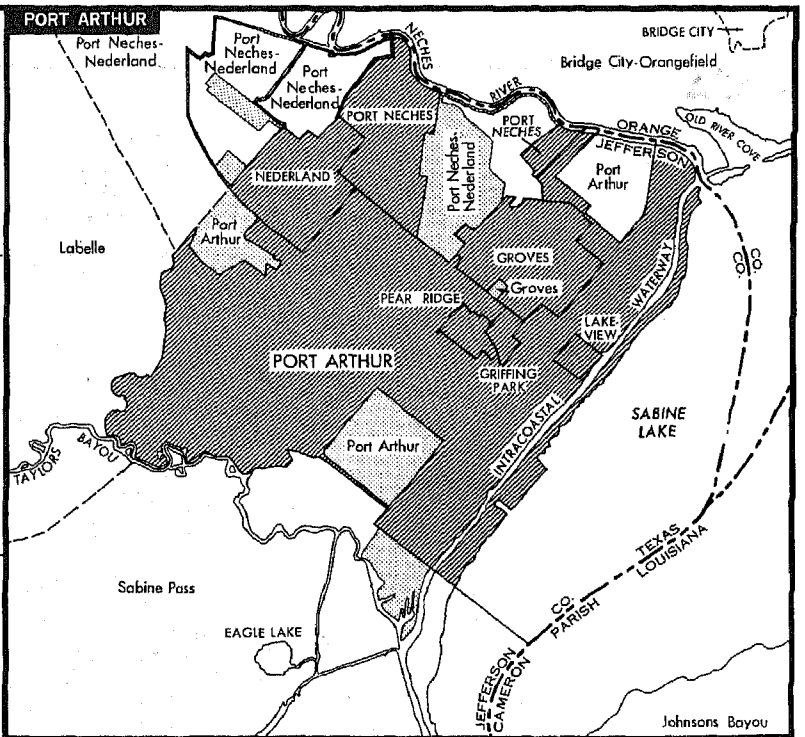 PORT ARTHUR
Port Neches-
Nederland
Port
Neches-
Nederland
Port
Neches-
Nederland
NECHES
RIVER
BRIDGE CITY
Bridge City-Orangefield
PORT NECHES
PORT
NECHES
ORANGE
JEFFERSON
OLD RIVER COVE
Port Neches-
Nederland
Port
Arthur
NEDERLAND
Port
Arthur
Labelle
CO.
CO.
GROVES
Groves
WATERWAY
PEAR RIDGE
LAKE-
VIEW
PORT ARTHUR
GRIFFING
PARK
SABINE
LAKE
Port Arthur
INTRACOASTAL
TAYLORS
BAYOU
TEXAS
LOUISIANA
Sabine Pass
CO.
PARISH
EAGLE LAKE
JEFFERSON
CAMERON
Johnsons Bayou